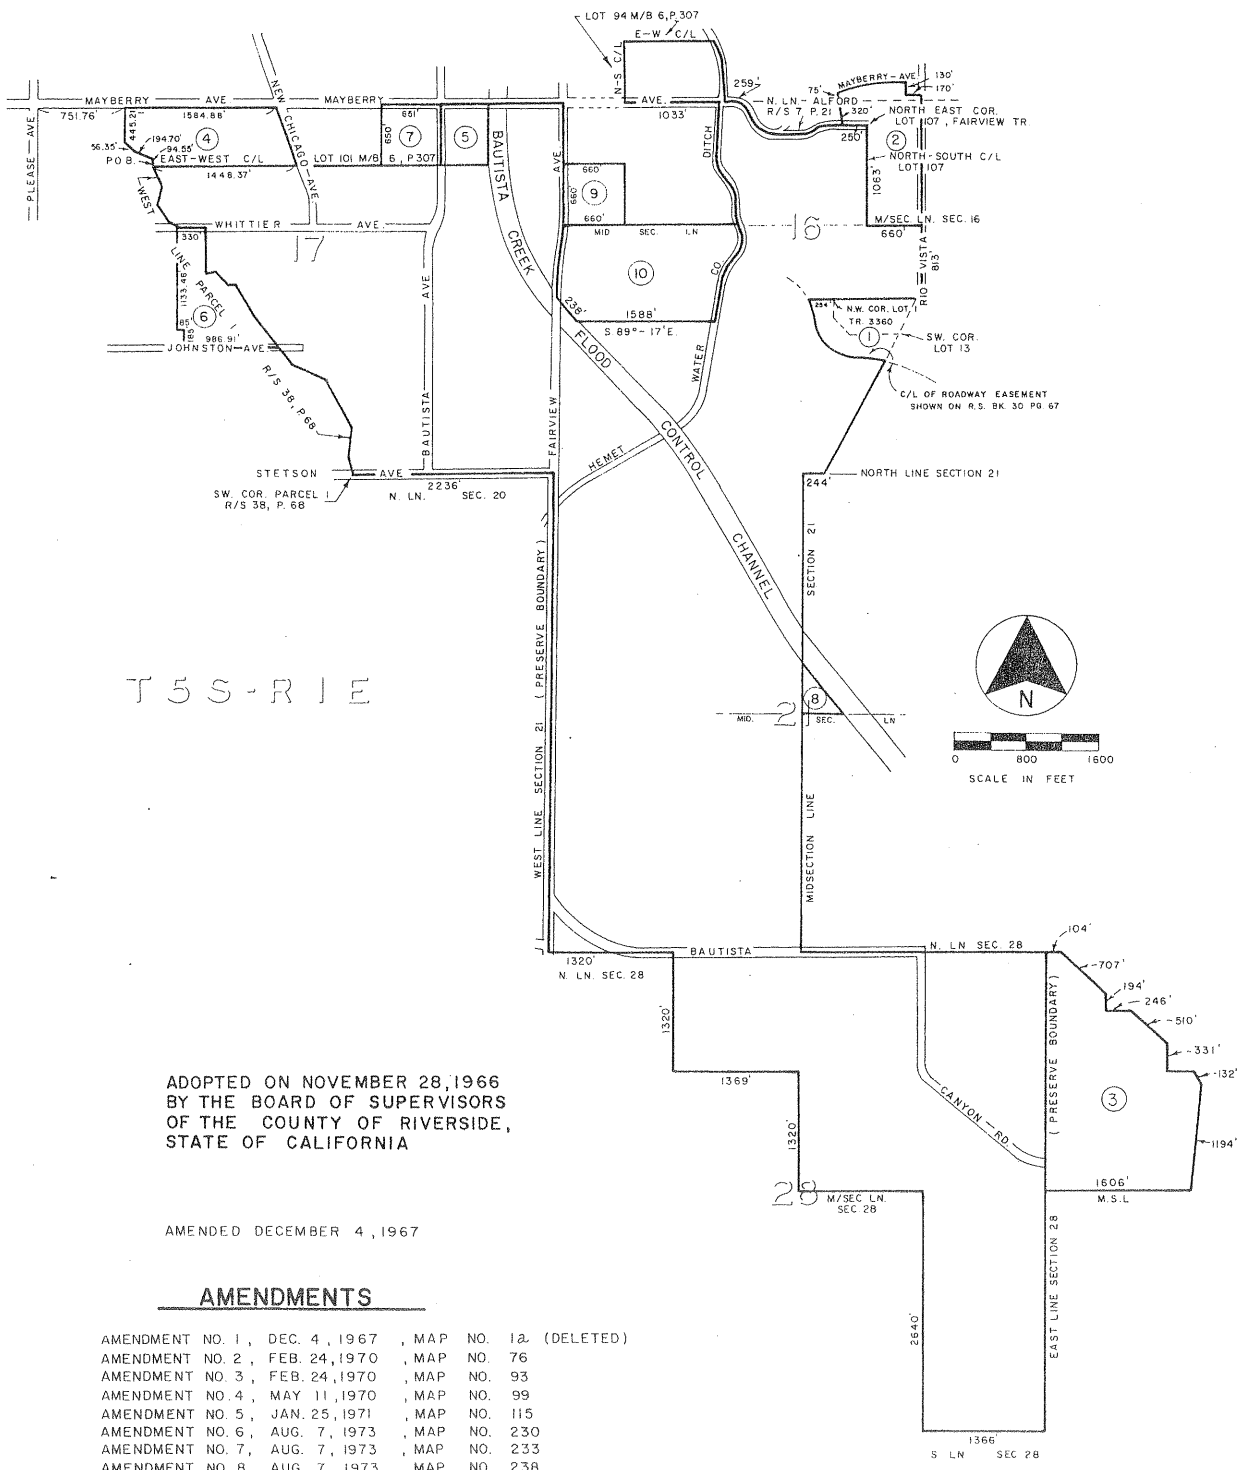 LOT 94 M/B 6, P.307
E-W C/L
N-S C/L
MAYBERRY-AVE
130'
170'
75'
259'
320'
N. LN. ALFORD
R/S 7 P. 21
250'
NORTH EAST COR.
LOT 107, FAIRVIEW TR.
2
NORTH-SOUTH C/L
LOT 107
1063'
M/SEC. LN. SEC. 16
660'
RIO-VISTA
813'
PLEASE-AVE
MAYBERRY AVE
NEW CHICAGO-AVE
MAYBERRY
AVE.
751.76'
1584.88'
445.21'
4
194.70'
56.35'
94.55'
P O B.
EAST-WEST C/L
1448.37'
LOT 101 M/B 6, P 307
651'
650'
7
5
BAUTISTA
CREEK
FLOOD
CONTROL
CHANNEL
AVE
1033'
DITCH
CO.
WATER
HEMET
660'
660'
9
660'
MID SEC. LN
16
10
238'
1588'
S 89°-17' E.
WHITTIER AVE.
17
330'
WEST
LINE PARCEL 1,
R/S 38, P.68
1133.46
6
85'
185'
986.91'
JOHNSTON-AVE.
BAUTISTA AVE
FAIRVIEW
STETSON AVE
SW. COR. PARCEL 1
R/S 38, P. 68
2236'
N. LN. SEC. 20
254'
N.W. COR. LOT 1
TR. 3360
1
SW. COR.
LOT 13
C/L OF ROADWAY EASEMENT
SHOWN ON R.S. BK. 30 PG. 67
244'
NORTH LINE SECTION 21
SECTION 21
MIDSECTION LINE
WEST LINE SECTION 21 (PRESERVE BOUNDARY)
T5S-R1E
8
MID. SEC. LN
21
N
0 800 1600
SCALE IN FEET
BAUTISTA
N. LN SEC. 28
1320'
N. LN. SEC. 28
104'
707'
194'
246'
510'
331'
132'
1194'
3
(PRESERVE BOUNDARY)
1320'
1369'
1320'
CANYON-RD
28
M/SEC LN.
SEC 28
1606'
M.S.L
EAST LINE SECTION 28
2640'
1366'
S LN SEC 28
ADOPTED ON NOVEMBER 28, 1966
BY THE BOARD OF SUPERVISORS
OF THE COUNTY OF RIVERSIDE,
STATE OF CALIFORNIA
AMENDED DECEMBER 4, 1967
AMENDMENTS
AMENDMENT NO. 1, DEC. 4, 1967, MAP NO. 1a (DELETED)
AMENDMENT NO. 2, FEB. 24, 1970, MAP NO. 76
AMENDMENT NO. 3, FEB. 24, 1970, MAP NO. 93
AMENDMENT NO. 4, MAY 11, 1970, MAP NO. 99
AMENDMENT NO. 5, JAN. 25, 1971, MAP NO. 115
AMENDMENT NO. 6, AUG. 7, 1973, MAP NO. 230
AMENDMENT NO. 7, AUG. 7, 1973, MAP NO. 233
AMENDMENT NO. 8 AUG. 7, 1973 MAP NO. 238